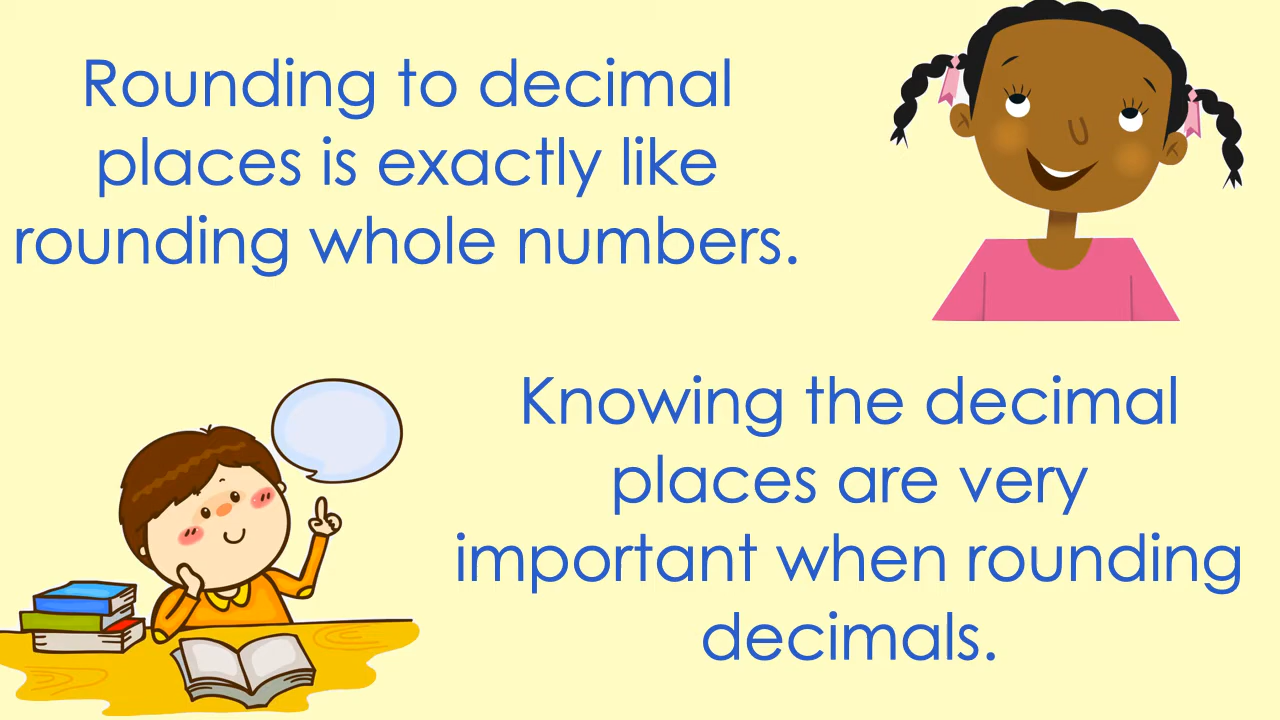 Rounding to decimal
places is exactly like
rounding whole numbers.
Knowing the decimal
places are very
important when rounding
decimals.